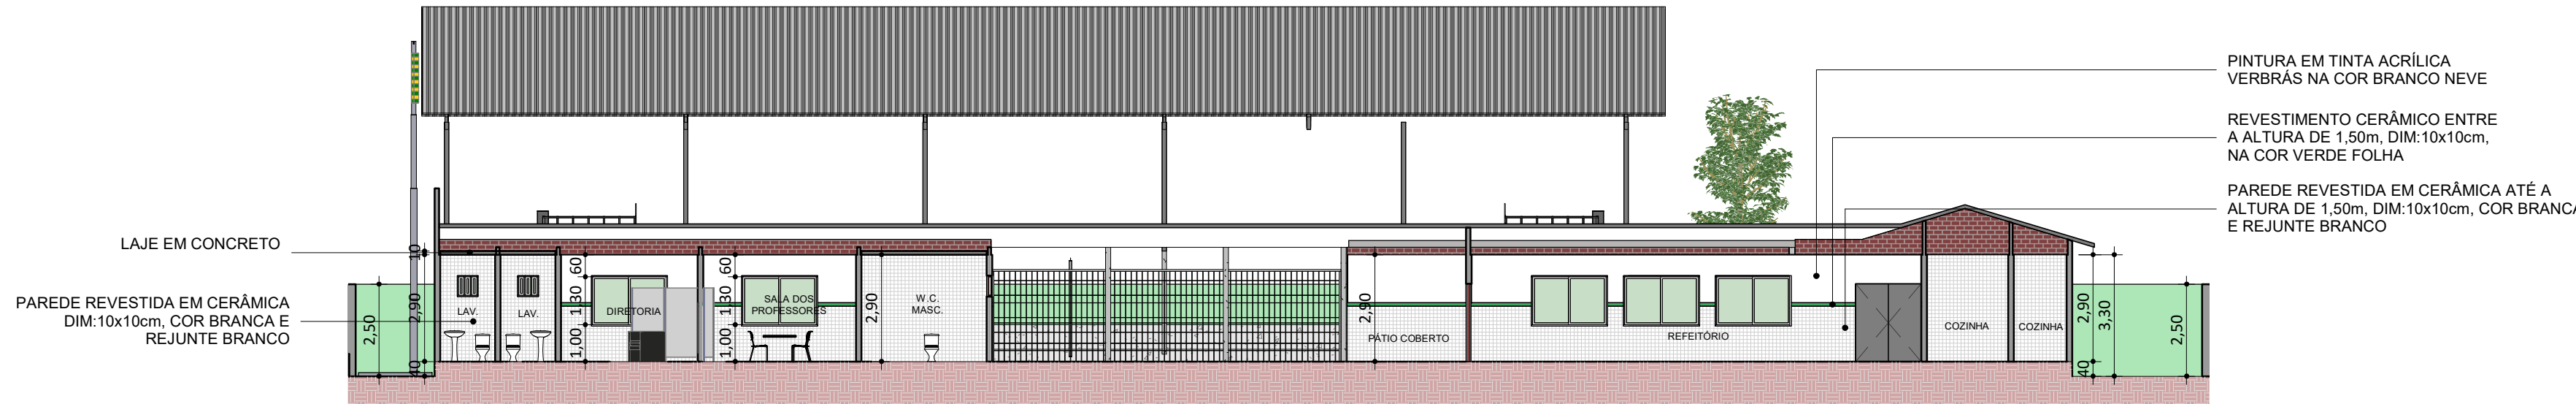 PINTURA EM TINTA ACRÍLICA
VERBRÁS NA COR BRANCO NEVE
REVESTIMENTO CERÂMICO ENTRE
A ALTURA DE 1,50m, DIM:10x10cm,
NA COR VERDE FOLHA
PAREDE REVESTIDA EM CERÂMICA ATÉ A
ALTURA DE 1,50m, DIM:10x10cm, COR BRANCA
E REJUNTE BRANCO
LAJE EM CONCRETO
PAREDE REVESTIDA EM CERÂMICA
DIM:10x10cm, COR BRANCA E
REJUNTE BRANCO
2,50
10
2,90
40
LAV.
LAV.
60
1,30
1,00
DIRETORIA
60
1,30
1,00
SALA DOS
PROFESSORES
2,90
W.C.
MASC.
2,90
PÁTIO COBERTO
REFEITÓRIO
COZINHA
COZINHA
2,90
40
3,30
2,50